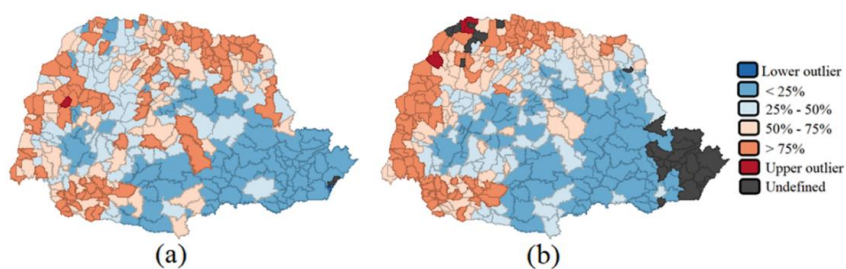 Lower outlier
< 25%
25% - 50%
50% - 75%
> 75%
Upper outlier
Undefined
(a)
(b)